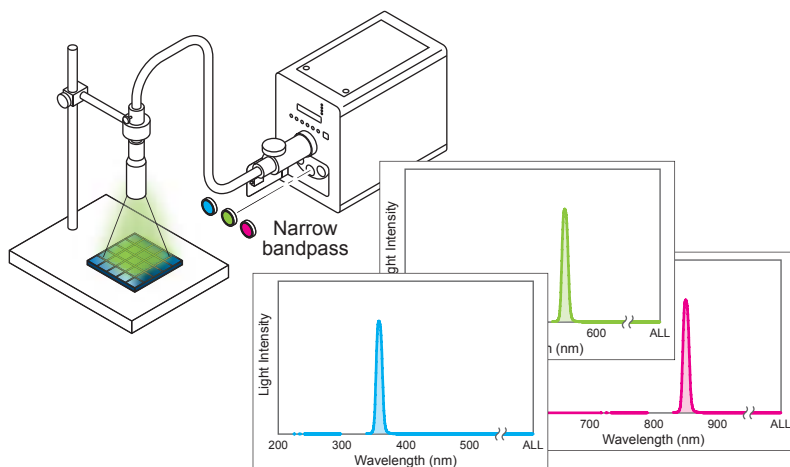 Narrow
bandpass
ght Intensity
600
ALL
h (nm)
Light Intensity
200
300
400
500
ALL
Wavelength (nm)
700
900
ALL
Wavelength (nm)